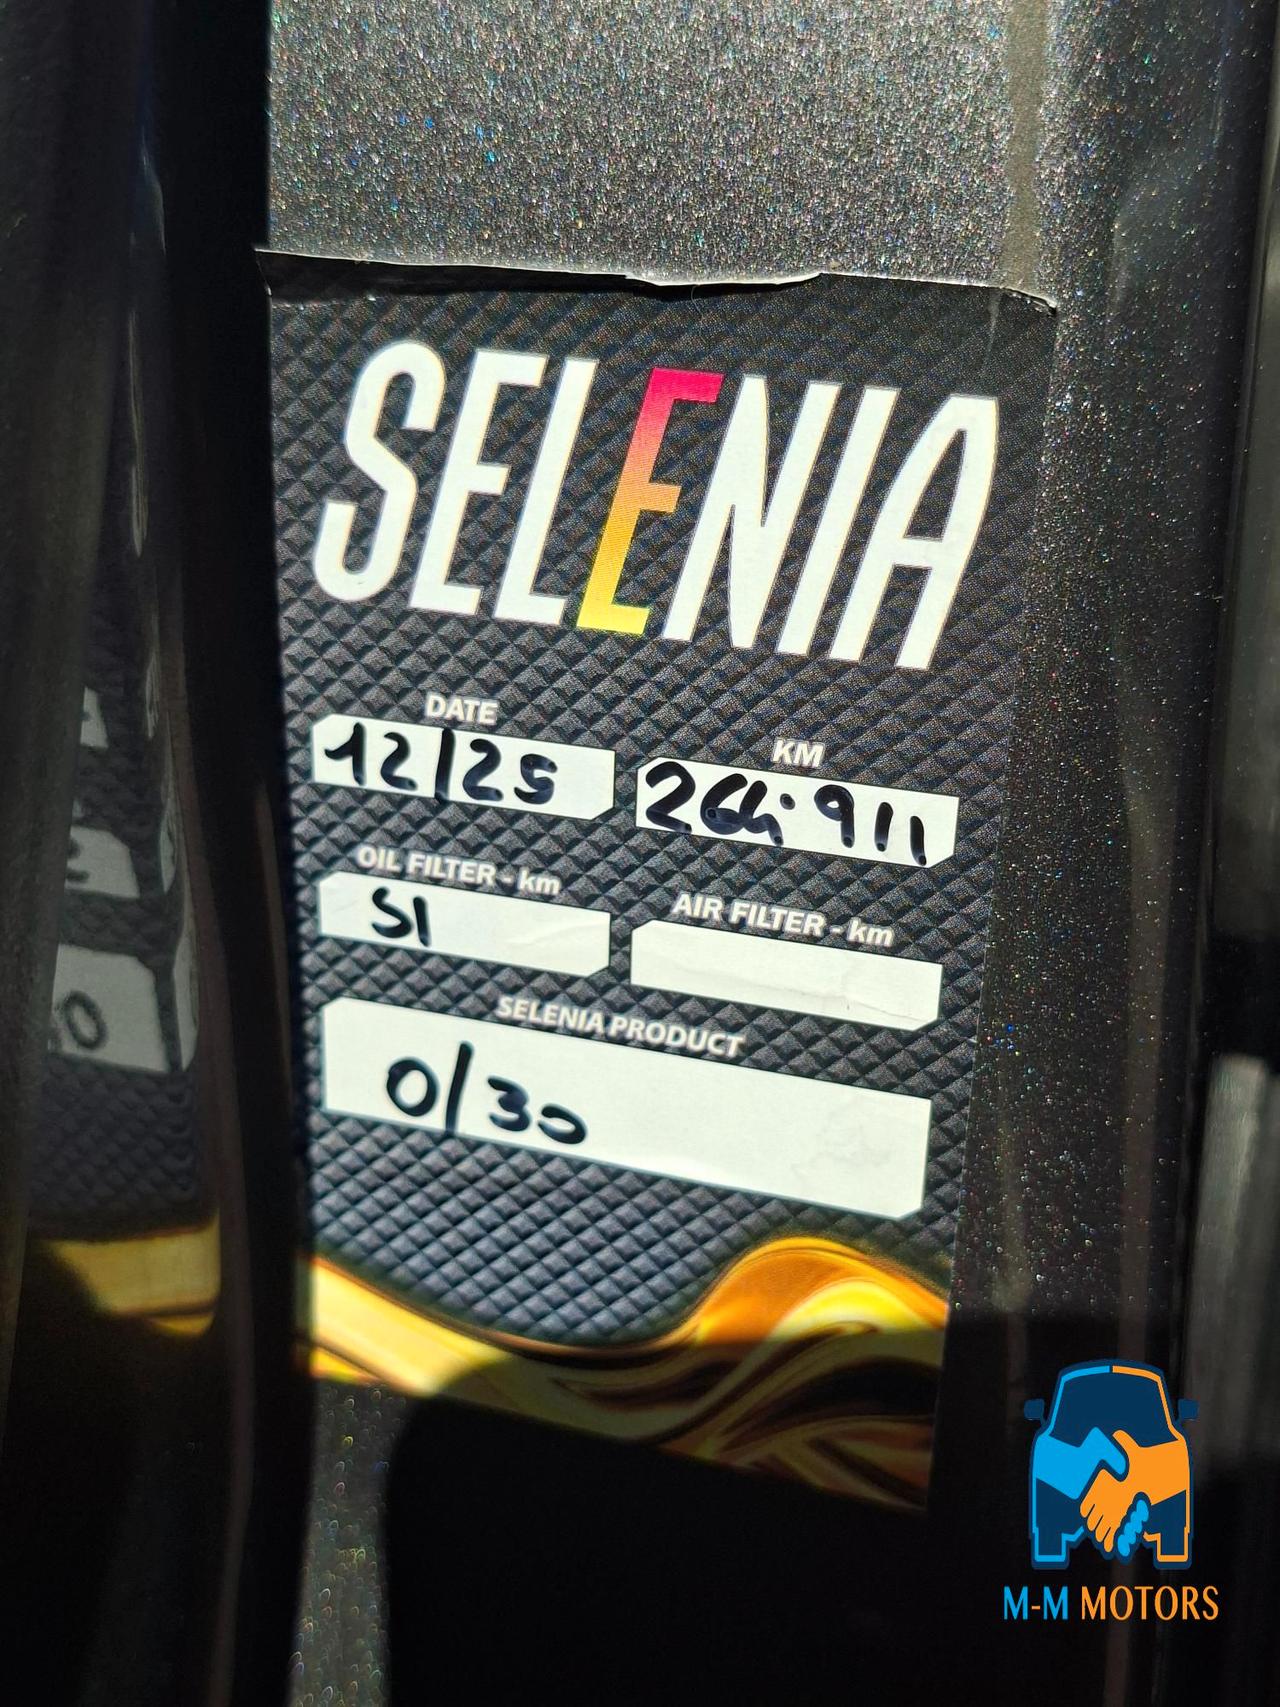 SELENIA
DATE
12/25
KM
264.911
OIL FILTER - km
SI
AIR FILTER - km
SELENIA PRODUCT
0/30
M-M MOTORS